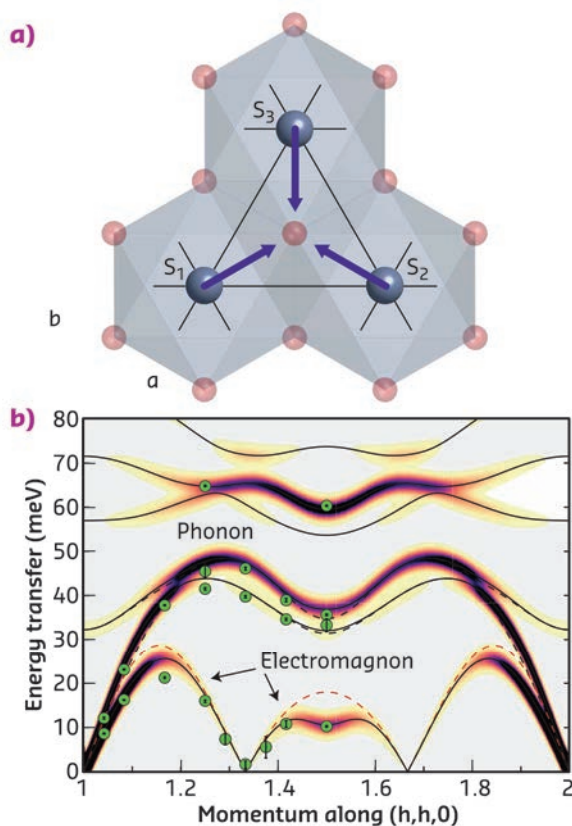 a)
S3
S1
S2
b
a
b)
80
70
60
50
40
30
20
10
0
Energy transfer (meV)
Phonon
Electromagnon
1 1.2 1.4 1.6 1.8 2
Momentum along (h,h,0)